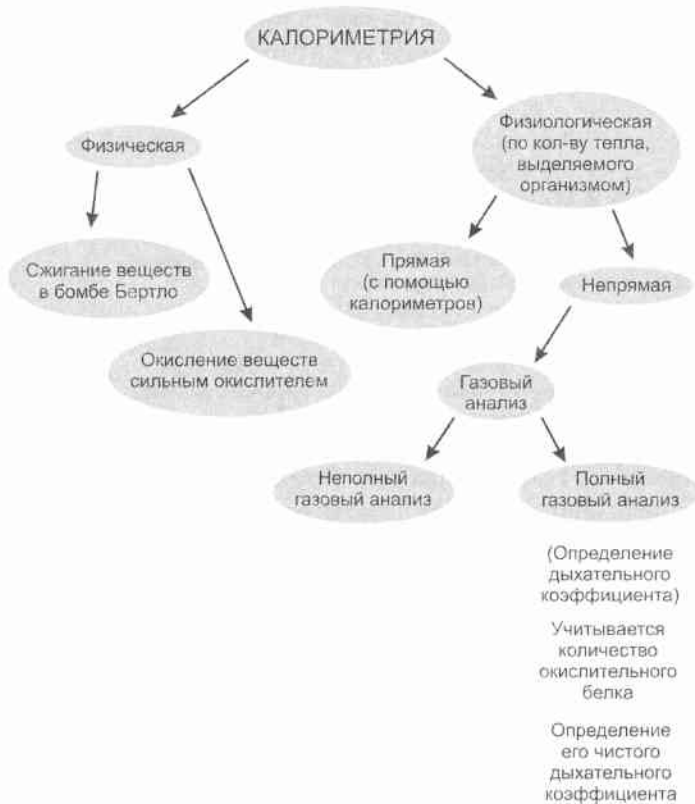 КАЛОРИМЕТРИЯ
Физическая
Физиологическая
(по кол-ву тепла,
выделяемого
организмом)
Сжигание веществ
в бомбе Бертло
Прямая
(с помощью
калориметров)
Непрямая
Окисление веществ
сильным окислителем
Газовый
анализ
Неполный
газовый анализ
Полный
газовый анализ
(Определение
дыхательного
коэффициента)
Учитывается
количество
окислительного
белка
Определение
его чистого
дыхательного
коэффициента